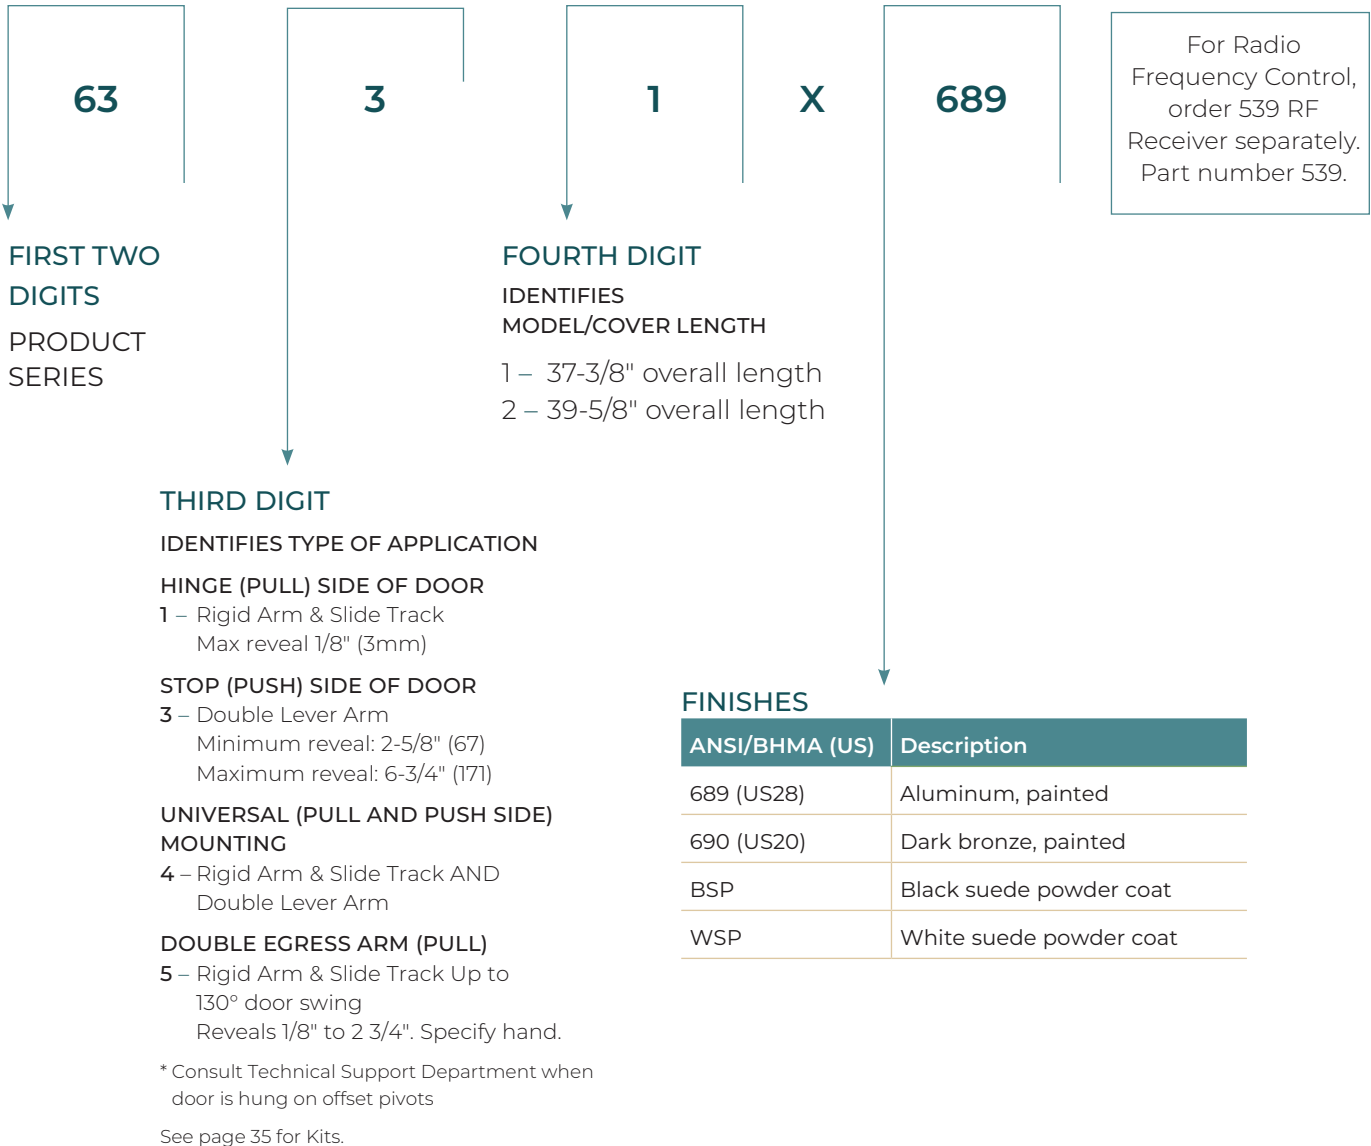 63
3
1
X
689
For Radio
Frequency Control,
order 539 RF
Receiver separately.
Part number 539.
FIRST TWO
DIGITS
PRODUCT
SERIES
FOURTH DIGIT
IDENTIFIES
MODEL/COVER LENGTH
1 – 37-3/8" overall length
2 – 39-5/8" overall length
THIRD DIGIT
IDENTIFIES TYPE OF APPLICATION
HINGE (PULL) SIDE OF DOOR
1 – Rigid Arm & Slide Track
Max reveal 1/8" (3mm)
STOP (PUSH) SIDE OF DOOR
3 – Double Lever Arm
Minimum reveal: 2-5/8" (67)
Maximum reveal: 6-3/4" (171)
UNIVERSAL (PULL AND PUSH SIDE)
MOUNTING
4 – Rigid Arm & Slide Track AND
Double Lever Arm
DOUBLE EGRESS ARM (PULL)
5 – Rigid Arm & Slide Track Up to
130° door swing
Reveals 1/8" to 2 3/4". Specify hand.
* Consult Technical Support Department when
door is hung on offset pivots
See page 35 for Kits.
FINISHES
ANSI/BHMA (US) Description
689 (US28) Aluminum, painted
690 (US20) Dark bronze, painted
BSP Black suede powder coat
WSP White suede powder coat